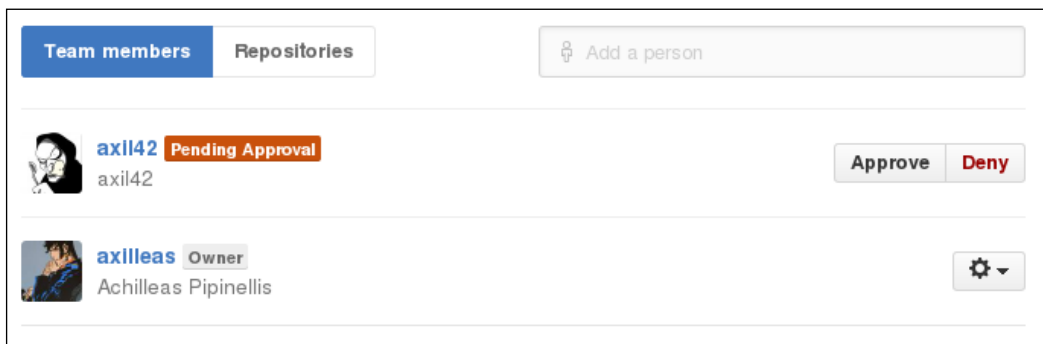 Team members Repositories Add a person
axil42 Pending Approval
axil42
Approve Deny
axilleas Owner
Achilleas Pipinellis